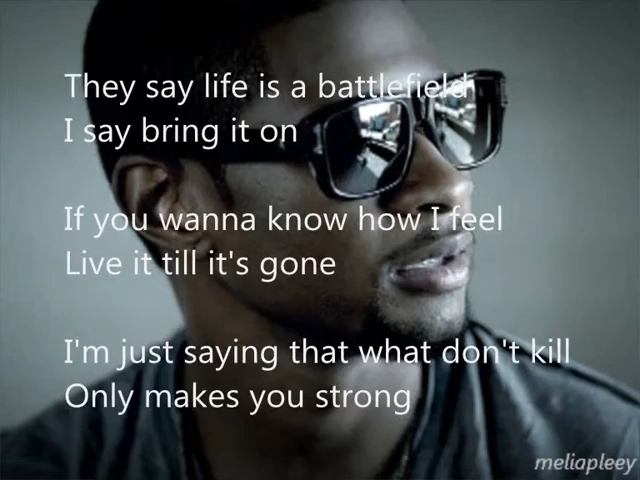 They say life is a battlefield
I say bring it on
If you wanna know how I feel
Live it till it's gone
I'm just saying that what don't kill
Only makes you strong
meliapleey